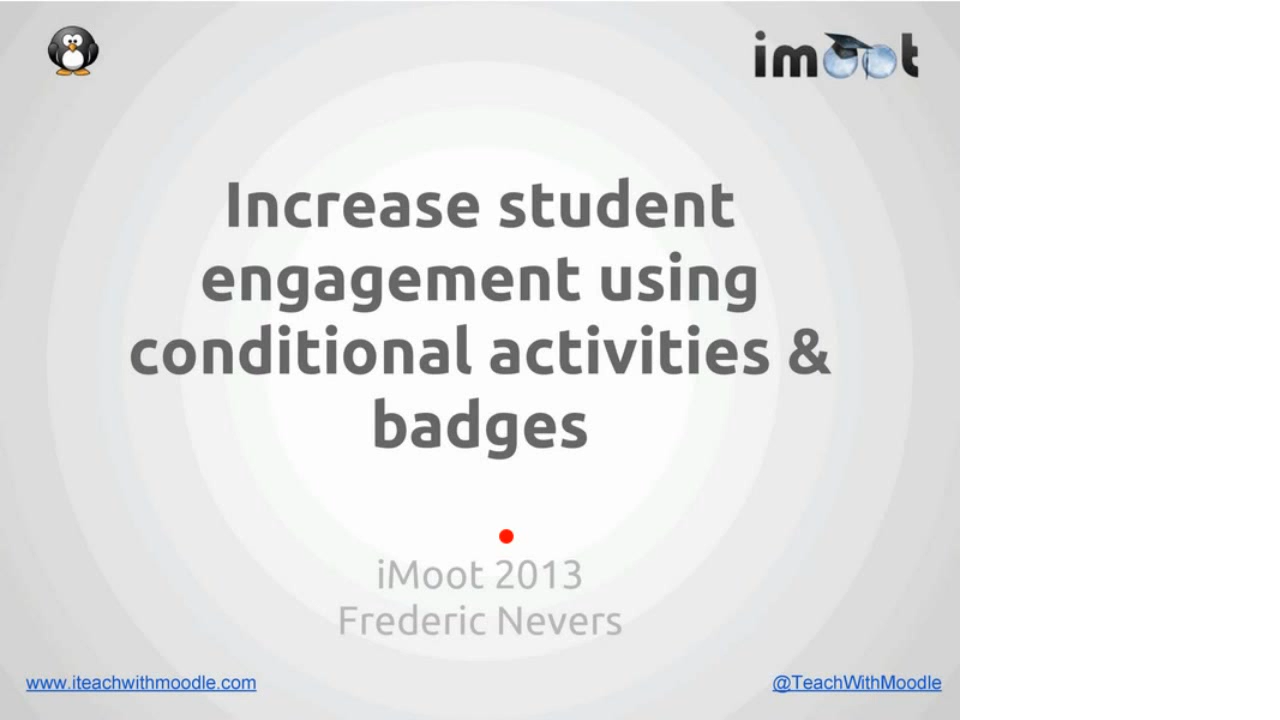 imoot
Increase student
engagement using
conditional activities &
badges
iMoot 2013
Frederic Nevers
www.iteachwithmoodle.com
@TeachWithMoodle